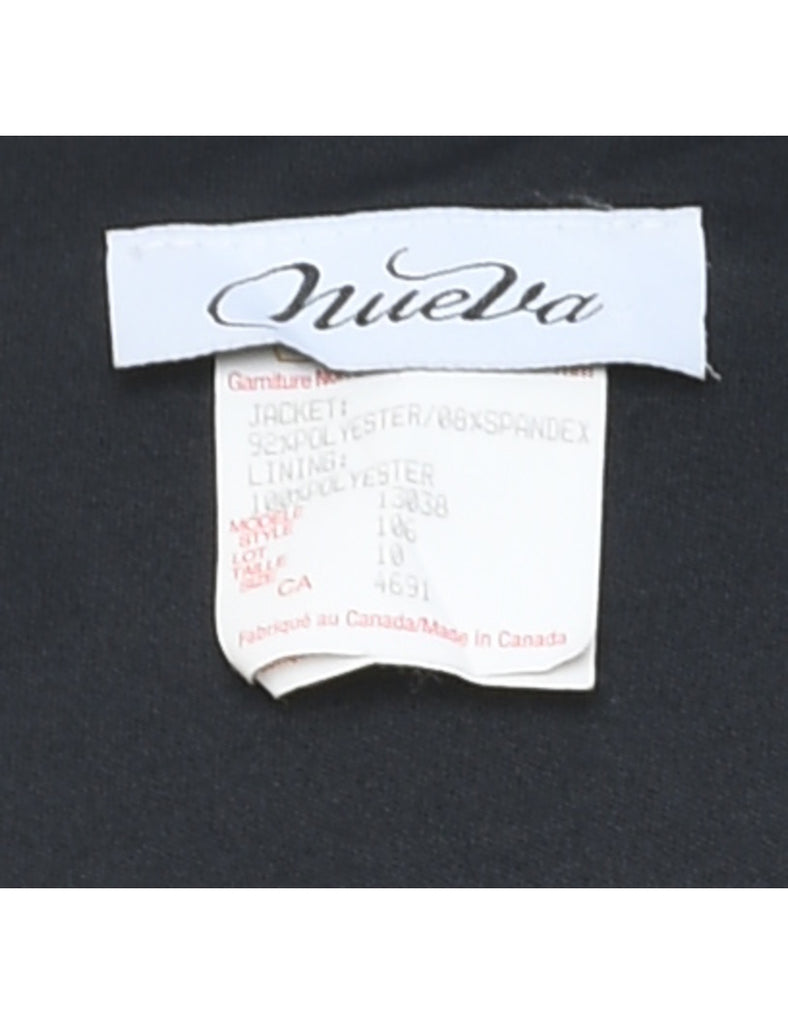 nueva
Garniture
JACKET:
92%POLYESTER/08%SPANDEX
LINING:
100%POLYESTER
MODÈLE
STYLE 13038
LOT 106
TAILLE
SIZE 10
CA 4691
Fabriqué au Canada/Made in Canada